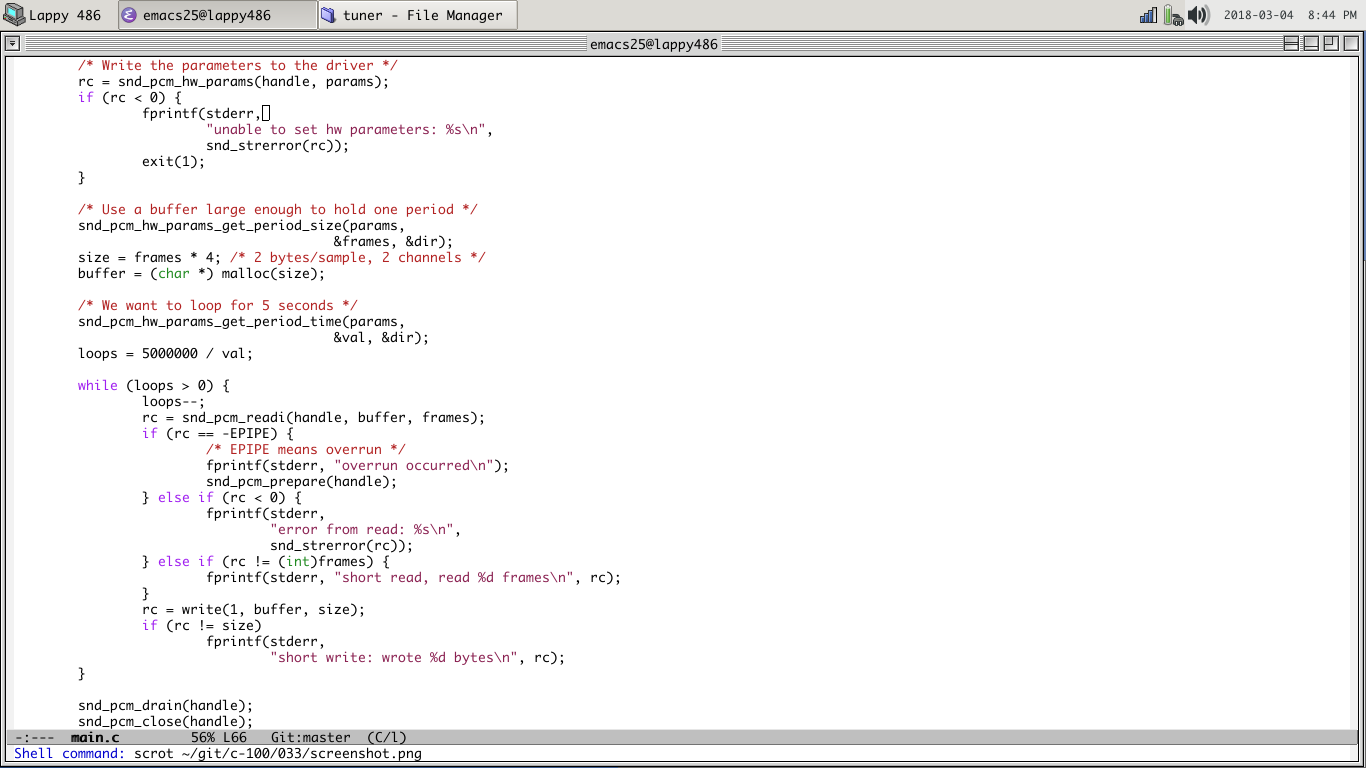 Lappy 486 emacs25@lappy486 tuner - File Manager 2018-03-04 8:44 PM
emacs25@lappy486
/* Write the parameters to the driver */
rc = snd_pcm_hw_params(handle, params);
if (rc < 0) {
fprintf(stderr,
"unable to set hw parameters: %s\n",
snd_strerror(rc));
exit(1);
}
/* Use a buffer large enough to hold one period */
snd_pcm_hw_params_get_period_size(params,
&frames, &dir);
size = frames * 4; /* 2 bytes/sample, 2 channels */
buffer = (char *) malloc(size);
/* We want to loop for 5 seconds */
snd_pcm_hw_params_get_period_time(params,
&val, &dir);
loops = 5000000 / val;
while (loops > 0) {
loops--;
rc = snd_pcm_readi(handle, buffer, frames);
if (rc == -EPIPE) {
/* EPIPE means overrun */
fprintf(stderr, "overrun occurred\n");
snd_pcm_prepare(handle);
} else if (rc < 0) {
fprintf(stderr,
"error from read: %s\n",
snd_strerror(rc));
} else if (rc != (int)frames) {
fprintf(stderr, "short read, read %d frames\n", rc);
}
rc = write(1, buffer, size);
if (rc != size)
fprintf(stderr,
"short write: wrote %d bytes\n", rc);
}
snd_pcm_drain(handle);
snd_pcm_close(handle);
-:--- main.c 56% L66 Git:master (C/l)
Shell command: scrot ~/git/c-100/033/screenshot.png